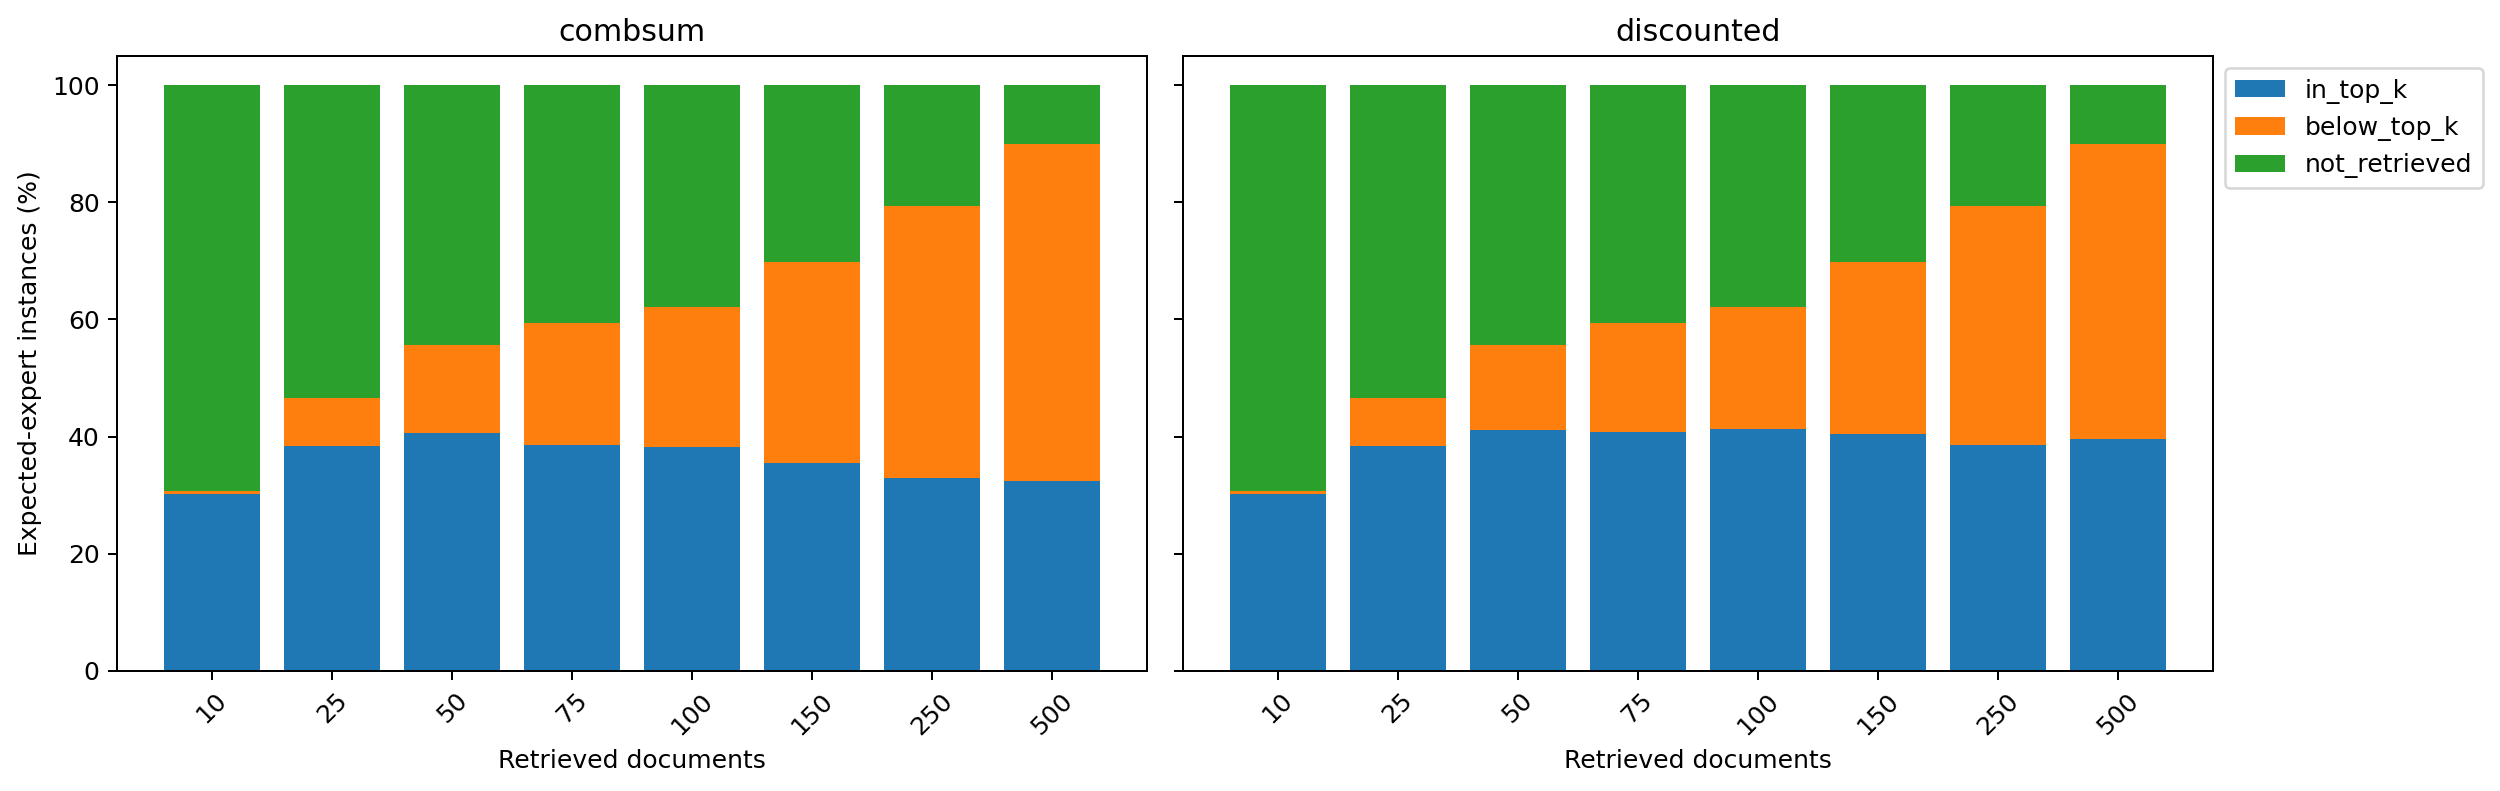 combsum
discounted
Expected-expert instances (%)
100
80
60
40
20
0
10 25 50 75 100 150 250 500
Retrieved documents
10 25 50 75 100 150 250 500
Retrieved documents
in_top_k
below_top_k
not_retrieved